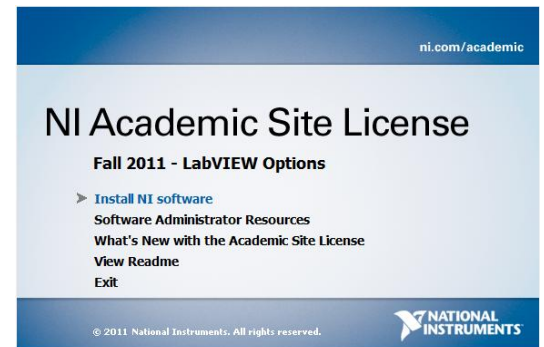 ni.com/academic
NI Academic Site License
Fall 2011 - LabVIEW Options
Install NI software
Software Administrator Resources
What's New with the Academic Site License
View Readme
Exit
© 2011 National Instruments. All rights reserved.
NATIONAL
INSTRUMENTS